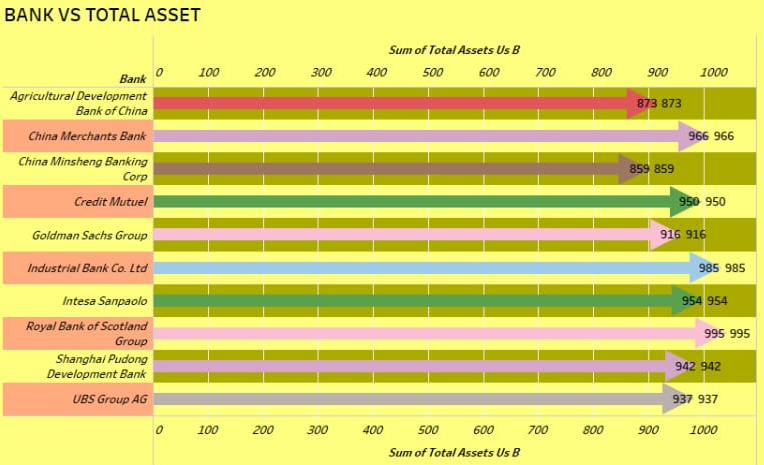 BANK VS TOTAL ASSET
Sum of Total Assets Us B
Bank 0 100 200 300 400 500 600 700 800 900 1000
Agricultural Development
Bank of China 873 873
China Merchants Bank 966 966
China Minsheng Banking
Corp 859 859
Credit Mutuel 950 950
Goldman Sachs Group 916 916
Industrial Bank Co. Ltd 985 985
Intesa Sanpaolo 954 954
Royal Bank of Scotland
Group 995 995
Shanghai Pudong
Development Bank 942 942
UBS Group AG 937 937
0 100 200 300 400 500 600 700 800 900 1000
Sum of Total Assets Us B